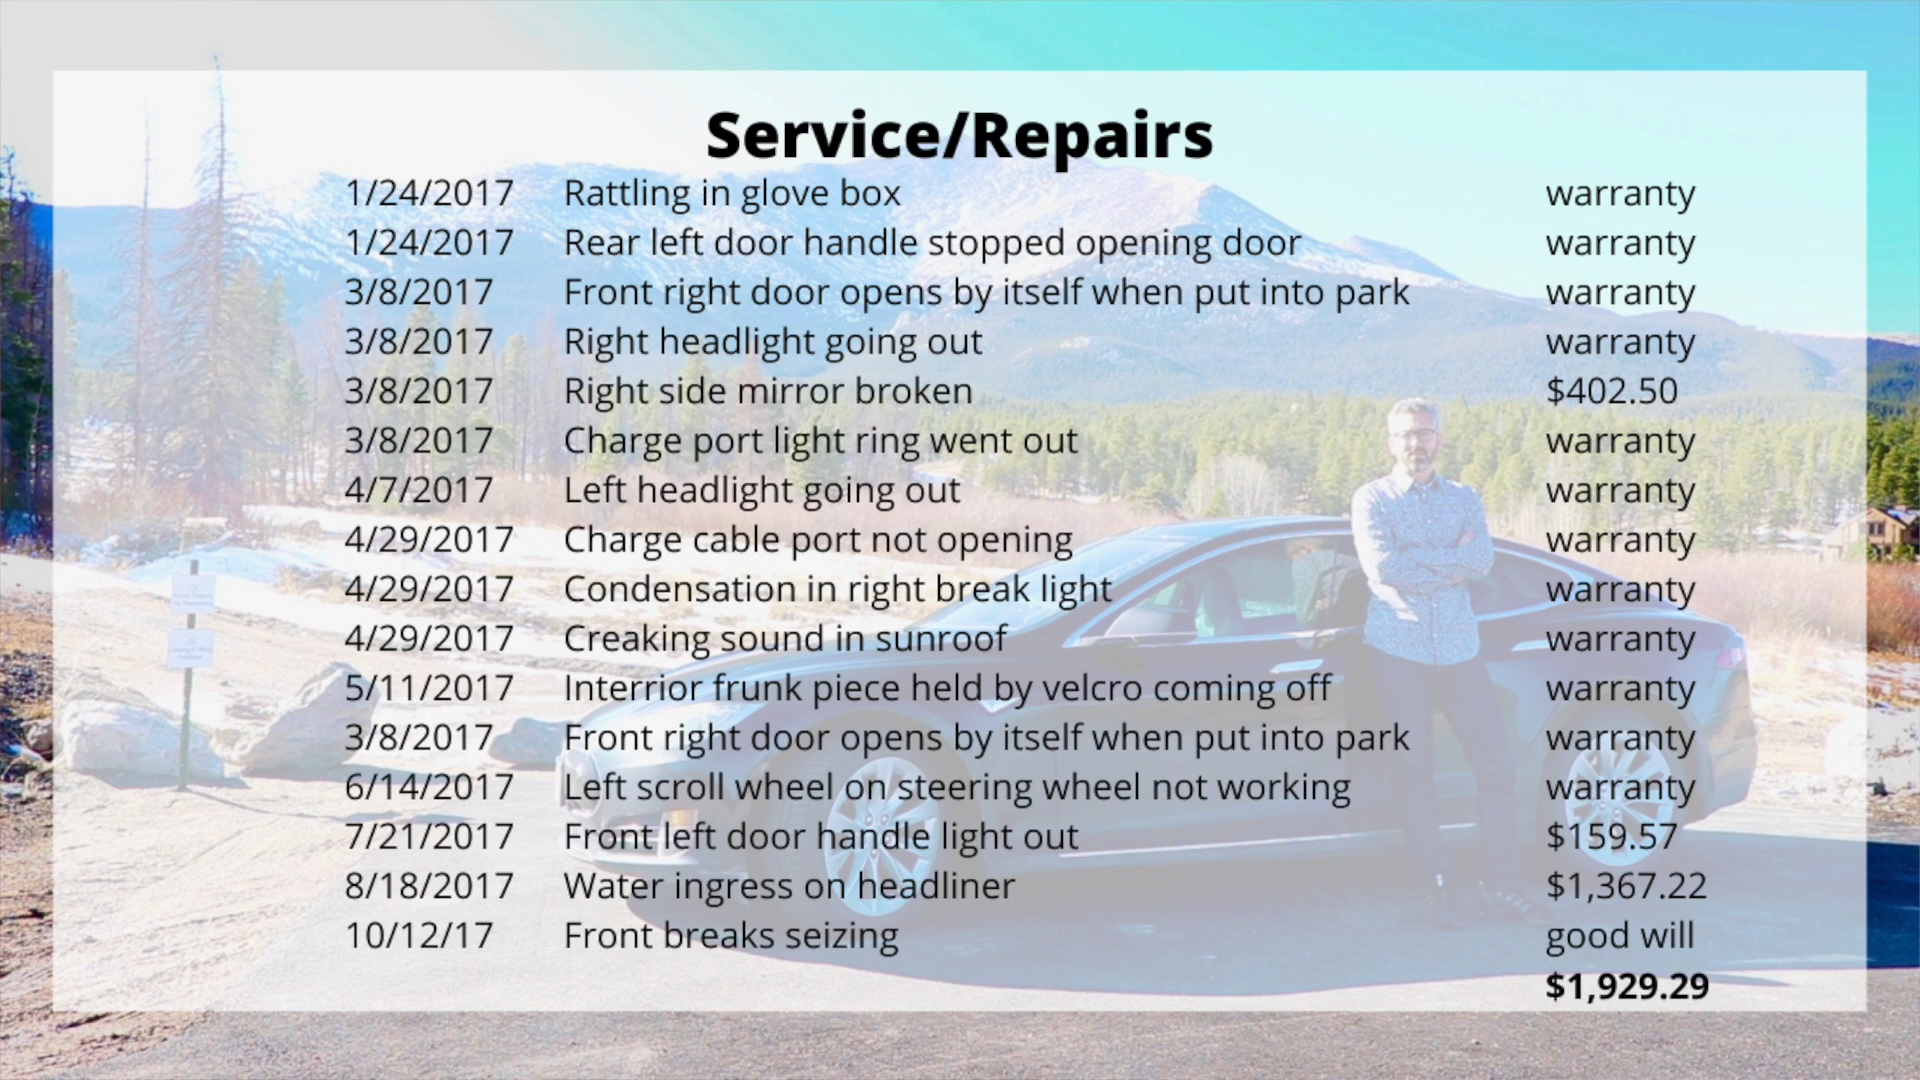 Service/Repairs
1/24/2017 Rattling in glove box warranty
1/24/2017 Rear left door handle stopped opening door warranty
3/8/2017 Front right door opens by itself when put into park warranty
3/8/2017 Right headlight going out warranty
3/8/2017 Right side mirror broken $402.50
3/8/2017 Charge port light ring went out warranty
4/7/2017 Left headlight going out warranty
4/29/2017 Charge cable port not opening warranty
4/29/2017 Condensation in right break light warranty
4/29/2017 Creaking sound in sunroof warranty
5/11/2017 Interrior frunk piece held by velcro coming off warranty
3/8/2017 Front right door opens by itself when put into park warranty
6/14/2017 Left scroll wheel on steering wheel not working warranty
7/21/2017 Front left door handle light out $159.57
8/18/2017 Water ingress on headliner $1,367.22
10/12/17 Front breaks seizing good will
$1,929.29